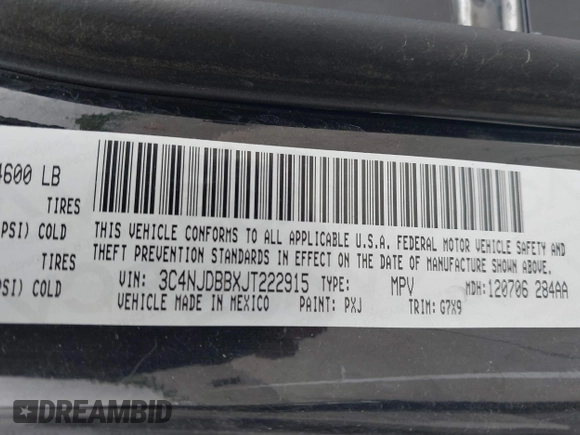 4600 LB
TIRES
PSI) COLD
TIRES
PSI) COLD
THIS VEHICLE CONFORMS TO ALL APPLICABLE U.S.A. FEDERAL MOTOR VEHICLE SAFETY AND
THEFT PREVENTION STANDARDS IN EFFECT ON THE DATE OF MANUFACTURE SHOWN ABOVE.
VIN: 3C4NJDBBXJT222915 TYPE: MPV MDH: 120706 284AA
VEHICLE MADE IN MEXICO PAINT: PXJ TRIM: G7X9
DREAMBID